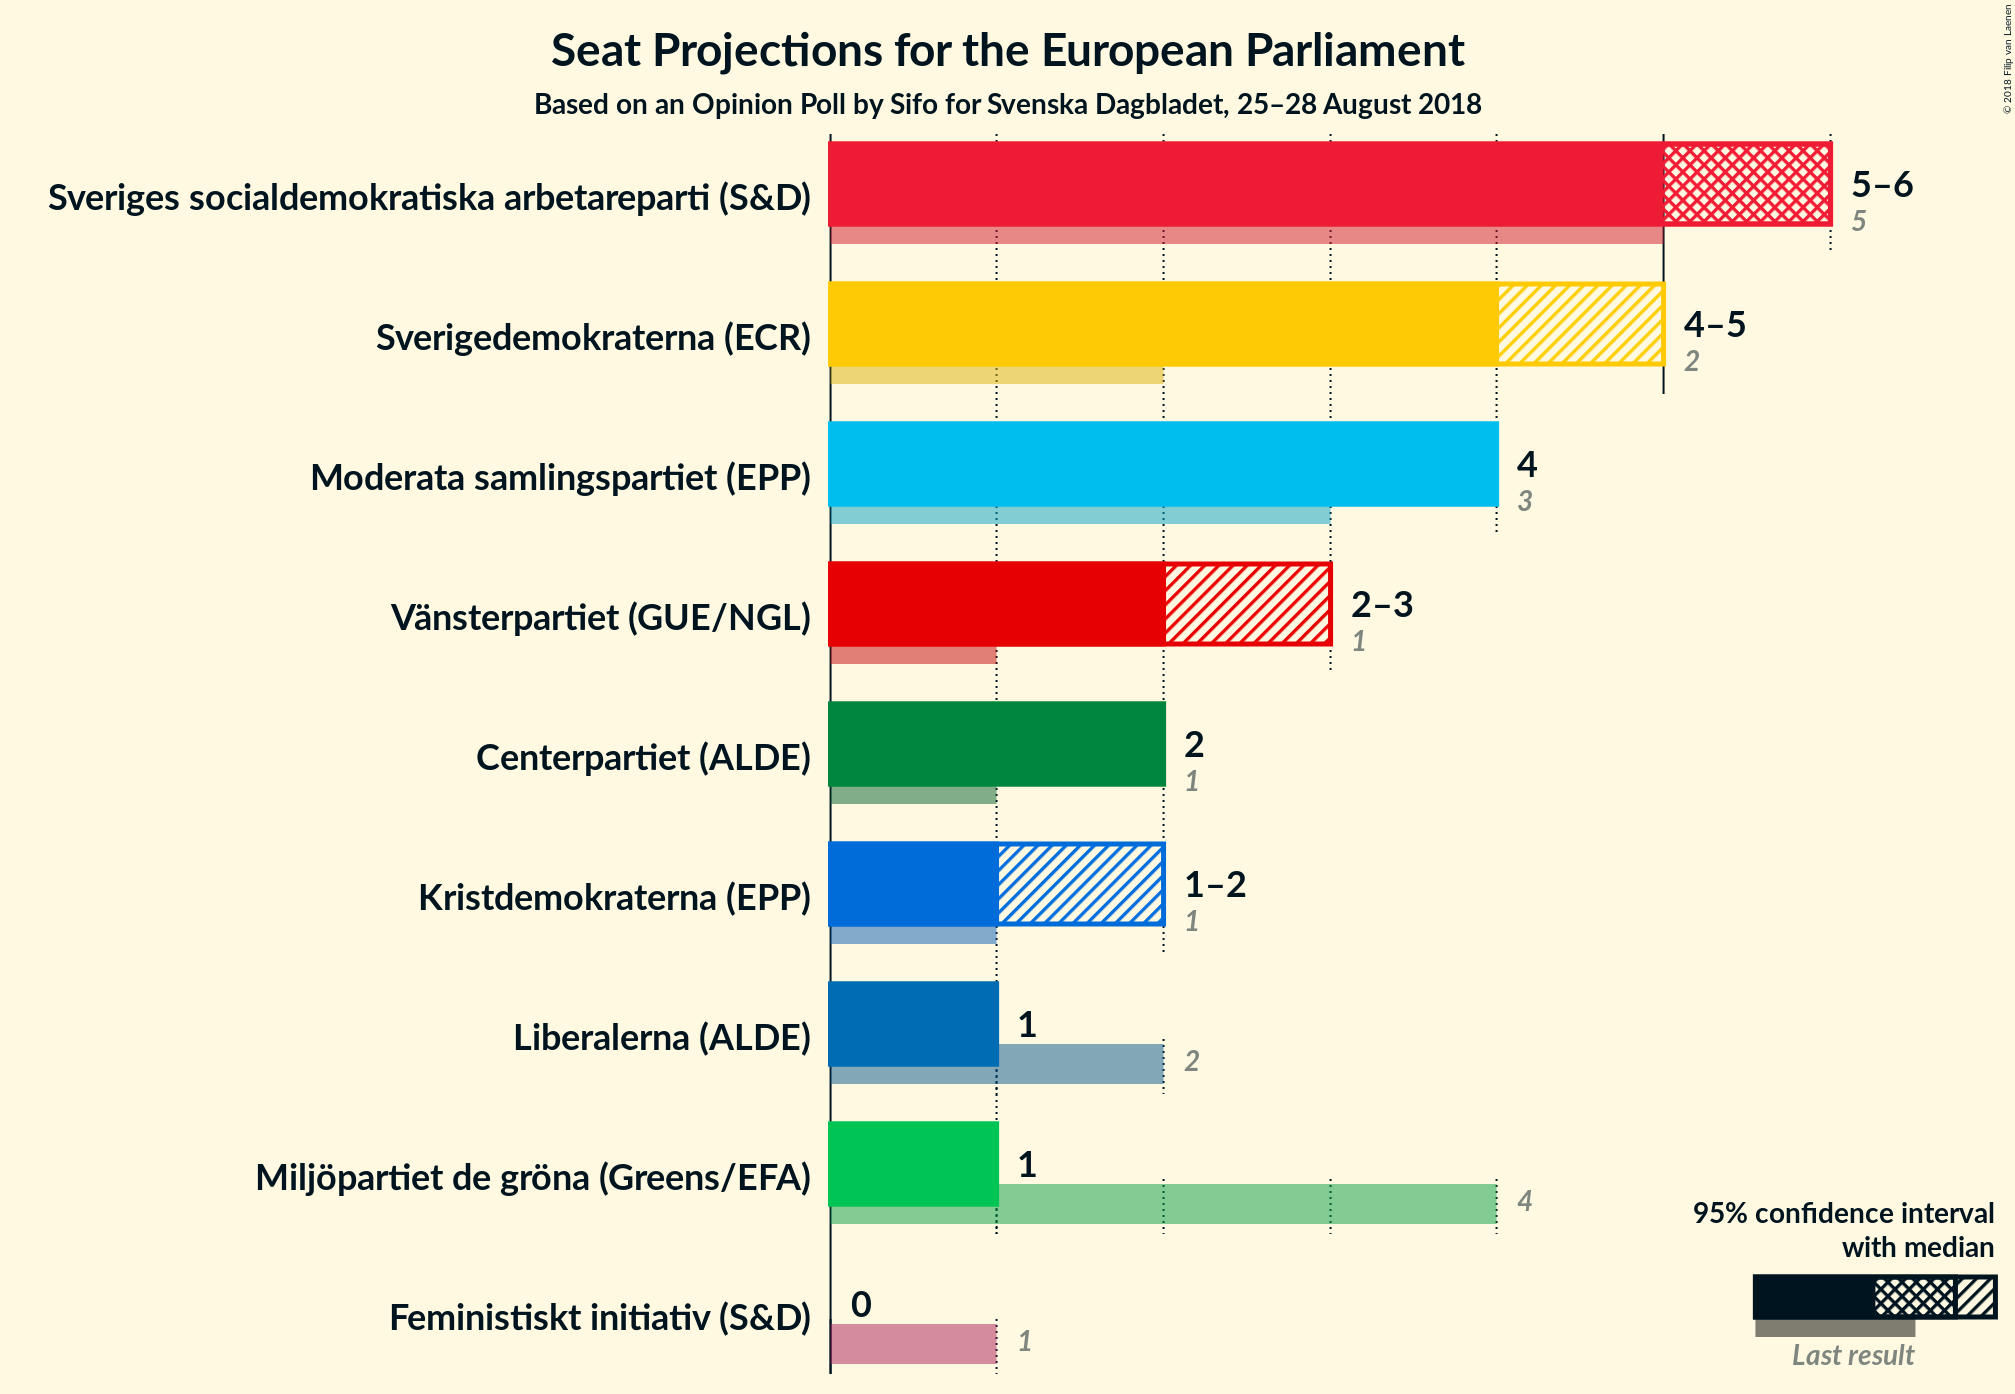 Seat Projections for the European Parliament
Based on an Opinion Poll by Sifo for Svenska Dagbladet, 25–28 August 2018
© 2018 Filip van Laenen
Sveriges socialdemokratiska arbetareparti (S&D)
5–6
5
Sverigedemokraterna (ECR)
4–5
2
Moderata samlingspartiet (EPP)
4
3
Vänsterpartiet (GUE/NGL)
2–3
1
Centerpartiet (ALDE)
2
1
Kristdemokraterna (EPP)
1–2
1
Liberalerna (ALDE)
1
2
Miljöpartiet de gröna (Greens/EFA)
1
4
Feministiskt initiativ (S&D)
0
1
95% confidence interval
with median
Last result